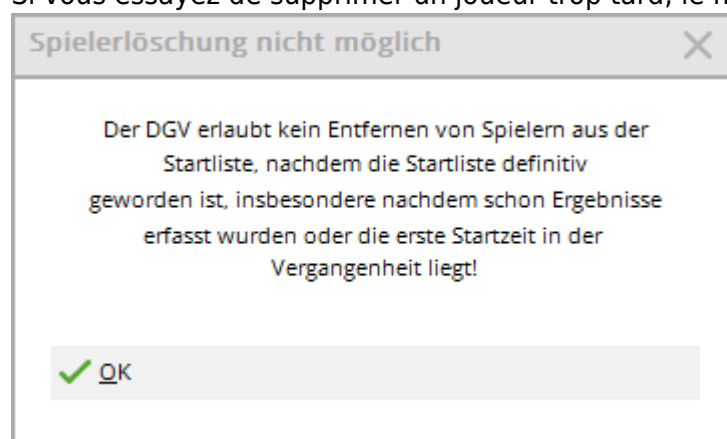 Si vous essayez de supprimer un joueur trop tard, le
Spielerlöschung nicht möglich
Der DGV erlaubt kein Entfernen von Spielern aus der
Startliste, nachdem die Startliste definitiv
geworden ist, insbesondere nachdem schon Ergebnisse
erfasst wurden oder die erste Startzeit in der
Vergangenheit liegt!
OK